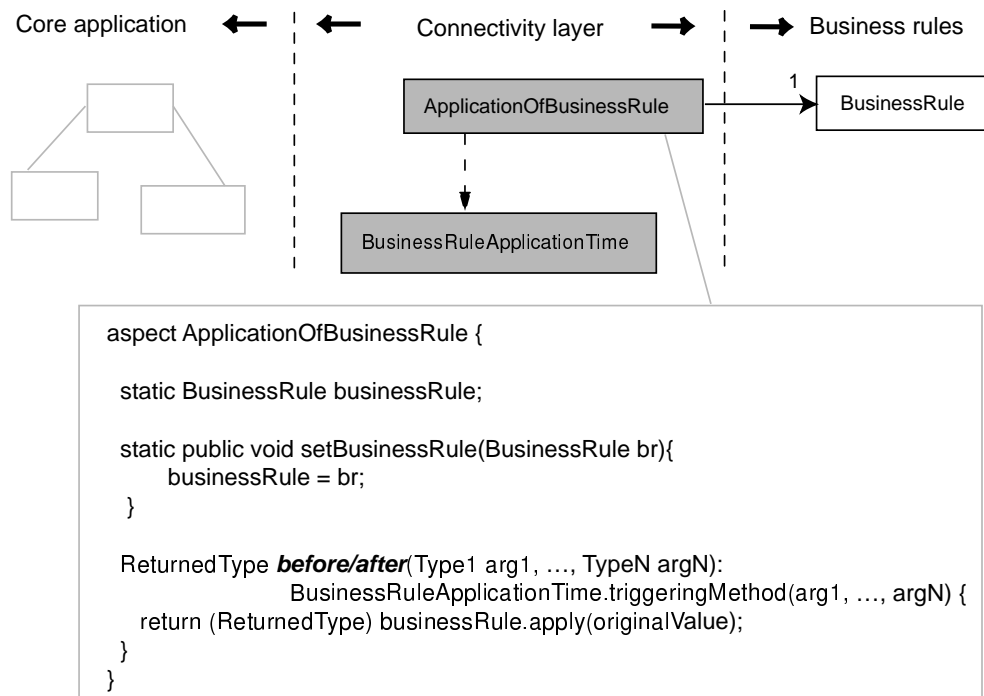 Core application
Connectivity layer
Business rules
ApplicationOfBusinessRule
1
BusinessRule
BusinessRuleApplicationTime
aspect ApplicationOfBusinessRule {
static BusinessRule businessRule;
static public void setBusinessRule(BusinessRule br){
businessRule = br;
}
ReturnedType before/after(Type1 arg1, …, TypeN argN):
BusinessRuleApplicationTime.triggeringMethod(arg1, …, argN) {
return (ReturnedType) businessRule.apply(originalValue);
}
}